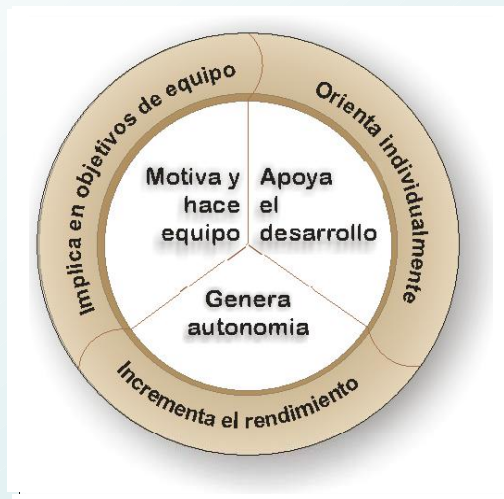 Implica en objetivos de equipo
Orienta individualmente
Motiva y
hace
equipo
Apoya
el
desarrollo
Genera
autonomia
Incrementa el rendimiento